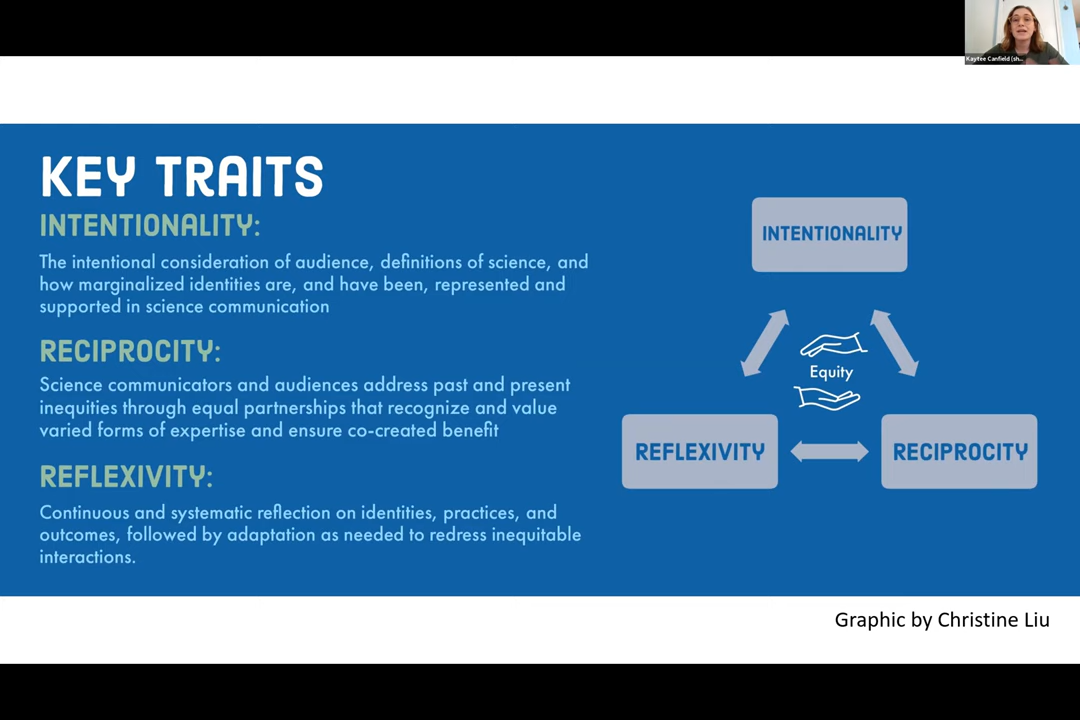 Kaytee Canfield (sh...
KEY TRAITS
INTENTIONALITY:
The intentional consideration of audience, definitions of science, and
how marginalized identities are, and have been, represented and
supported in science communication
RECIPROCITY:
Science communicators and audiences address past and present
inequities through equal partnerships that recognize and value
varied forms of expertise and ensure co-created benefit
REFLEXIVITY:
Continuous and systematic reflection on identities, practices, and
outcomes, followed by adaptation as needed to redress inequitable
interactions.
INTENTIONALITY
Equity
REFLEXIVITY
RECIPROCITY
Graphic by Christine Liu